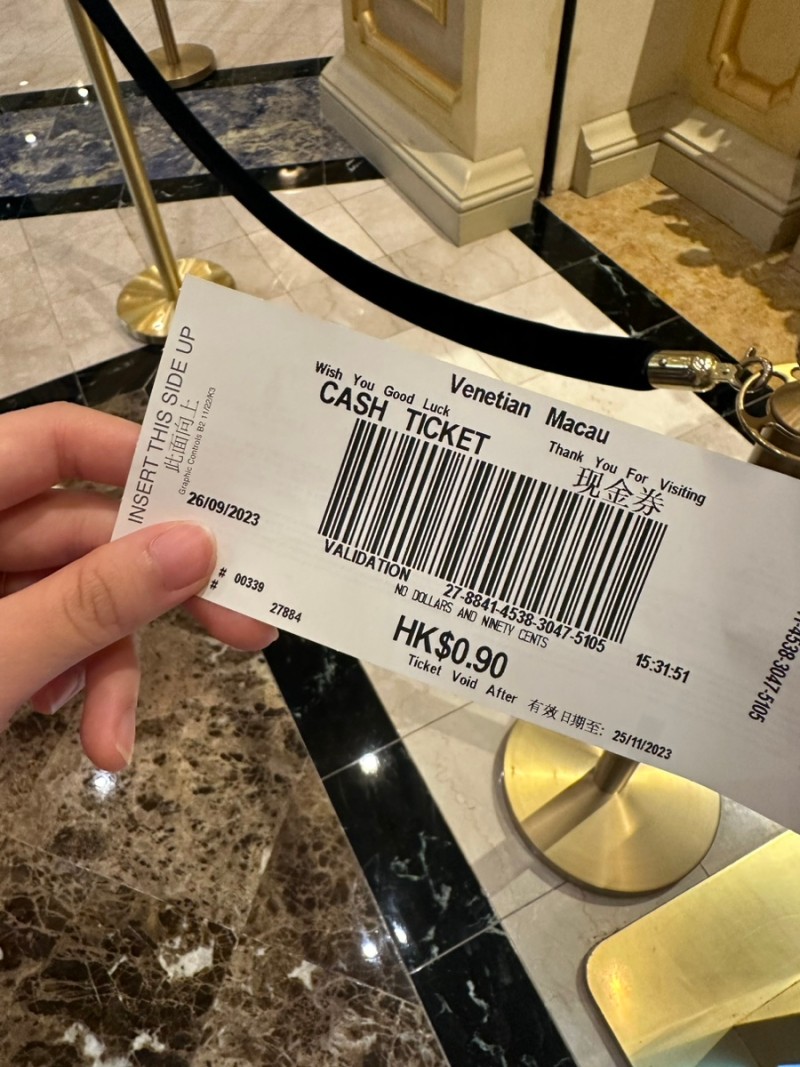 INSERT THIS SIDE UP
此面向上
Graphic Controls B2 11/22/K3
Venetian Macau
Wish You Good Luck
Thank You For Visiting
CASH TICKET
现金券
26/09/2023
VALIDATION
27-8841-4538-3047-5105
# 00339
NO DOLLARS AND NINETY CENTS
15:31:51
#
27884
HK$0.90
Ticket Void After 有效日期至: 25/11/2023
4538-3047-5105